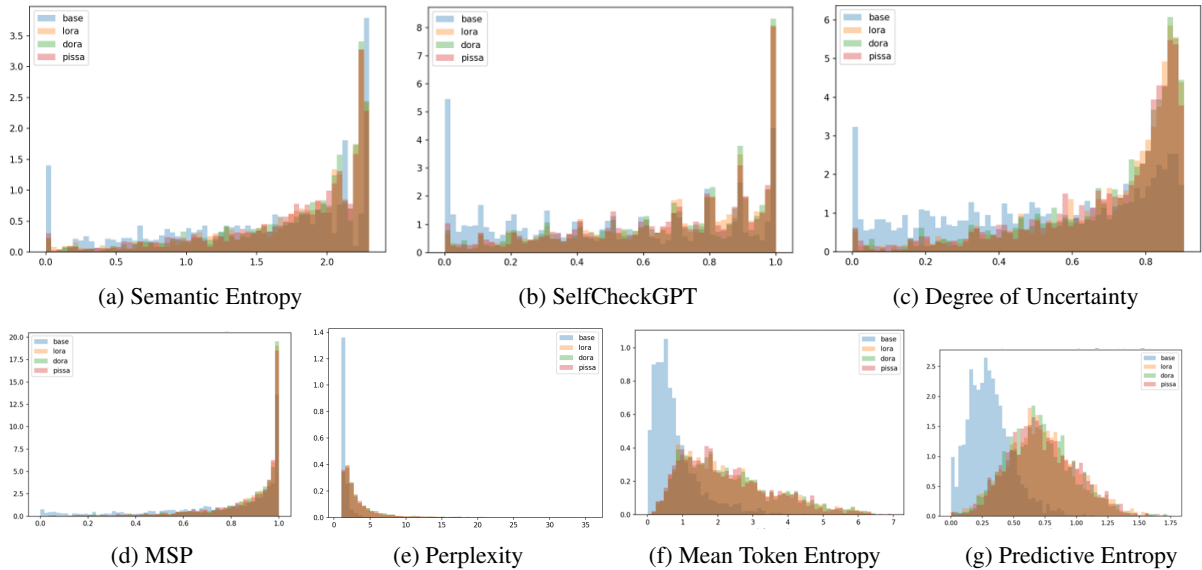 base
lora
dora
pissa
3.5
3.0
2.5
2.0
1.5
1.0
0.5
0.0
0.0 0.5 1.0 1.5 2.0
(a) Semantic Entropy
base
lora
dora
pissa
8
7
6
5
4
3
2
1
0
0.0 0.2 0.4 0.6 0.8 1.0
(b) SelfCheckGPT
base
lora
dora
pissa
6
5
4
3
2
1
0
0.0 0.2 0.4 0.6 0.8
(c) Degree of Uncertainty
base
lora
dora
pissa
20.0
17.5
15.0
12.5
10.0
7.5
5.0
2.5
0.0
0.0 0.2 0.4 0.6 0.8 1.0
(d) MSP
base
lora
dora
pissa
1.4
1.2
1.0
0.8
0.6
0.4
0.2
0.0
0 5 10 15 20 25 30 35
(e) Perplexity
base
lora
dora
pissa
1.0
0.8
0.6
0.4
0.2
0.0
0 1 2 3 4 5 6 7
(f) Mean Token Entropy
base
lora
dora
pissa
2.5
2.0
1.5
1.0
0.5
0.0
0.00 0.25 0.50 0.75 1.00 1.25 1.50 1.75
(g) Predictive Entropy